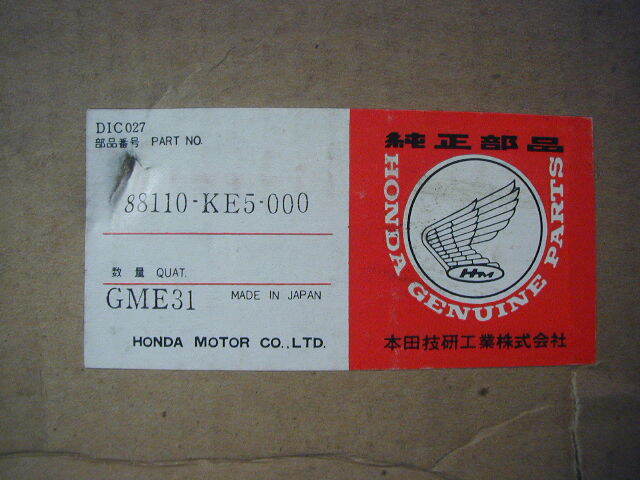 DIC027
部品番号 PART NO.
88110-KE5-000
数量 QUAT.
GME31 MADE IN JAPAN
HONDA MOTOR CO.,LTD.
純正部品
HONDA GENUINE PARTS
HM
本田技研工業株式会社